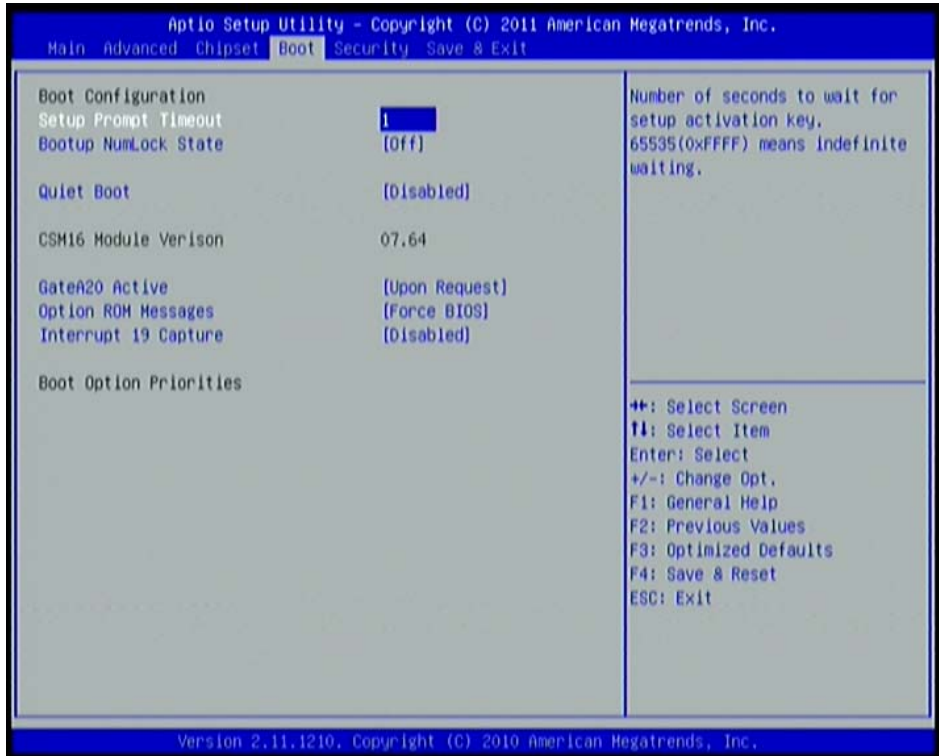 Aptio Setup Utility - Copyright (C) 2011 American Megatrends, Inc.
Main Advanced Chipset Boot Security Save & Exit
Boot Configuration
Setup Prompt Timeout 1
Bootup NumLock State [Off]
Quiet Boot [Disabled]
CSM16 Module Verison 07.64
GateA20 Active [Upon Request]
Option ROM Messages [Force BIOS]
Interrupt 19 Capture [Disabled]
Boot Option Priorities
Number of seconds to wait for
setup activation key.
65535(0xFFFF) means indefinite
waiting.
→←: Select Screen
↑↓: Select Item
Enter: Select
+/-: Change Opt.
F1: General Help
F2: Previous Values
F3: Optimized Defaults
F4: Save & Reset
ESC: Exit
Version 2.11.1210. Copyright (C) 2010 American Megatrends, Inc.